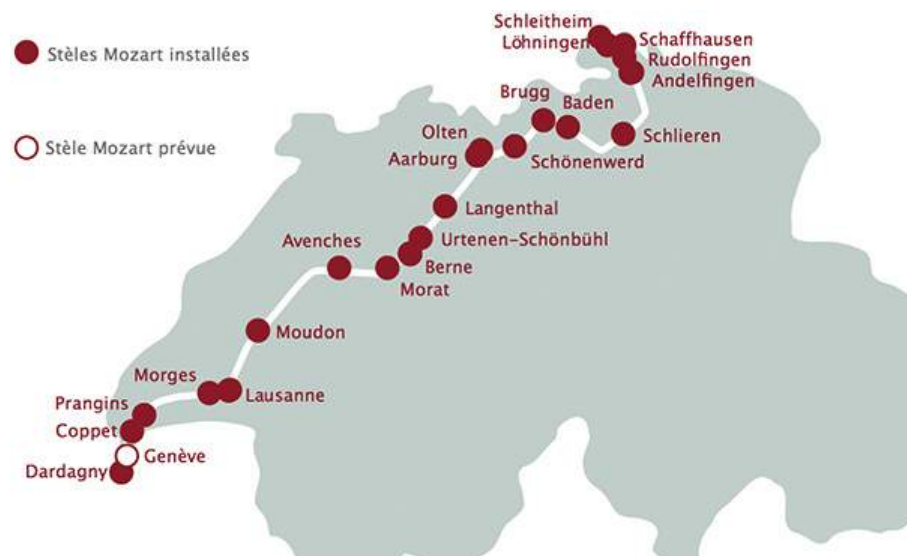 Stèles Mozart installées
Stèle Mozart prévue
Schleitheim
Löhningen
Schaffhausen
Rudolfingen
Andelfingen
Brugg
Baden
Schlieren
Olten
Aarburg
Schönenwerd
Langenthal
Urtenen-Schönbühl
Avenches
Berne
Morat
Moudon
Morges
Lausanne
Prangins
Coppet
Genève
Dardagny